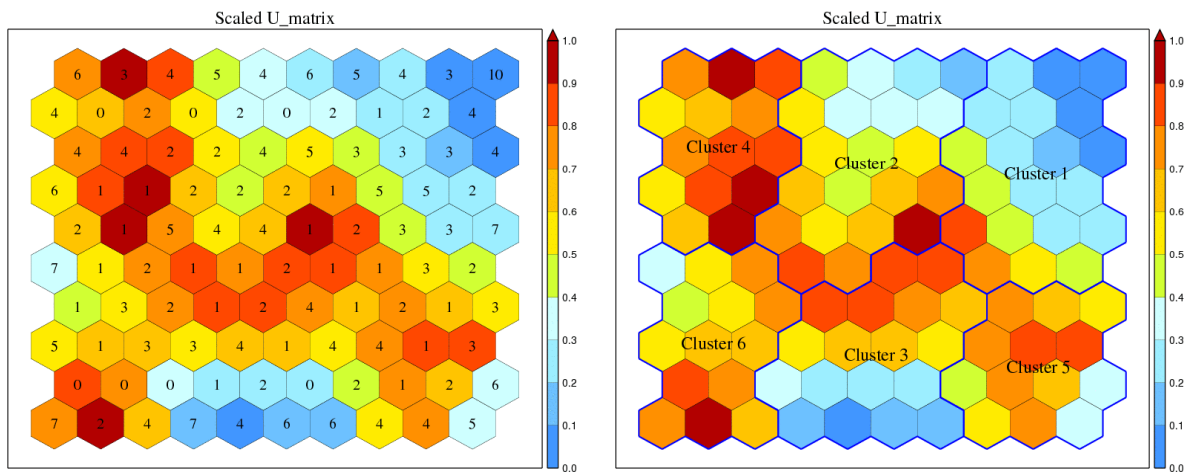 Scaled U_matrix
6 3 4 5 4 6 5 4 3 10
4 0 2 0 2 0 2 1 2 4
4 4 2 2 4 5 3 3 3 4
6 1 1 2 2 2 1 5 5 2
2 1 5 4 4 1 2 3 3 7
7 1 2 1 1 2 1 1 3 2
1 3 2 1 2 4 1 2 1 3
5 1 3 3 4 1 4 4 1 3
0 0 0 1 2 0 2 1 2 6
7 2 4 7 4 6 6 4 4 5
1.0
0.9
0.8
0.7
0.6
0.5
0.4
0.3
0.2
0.1
0.0
Scaled U_matrix
Cluster 4
Cluster 2
Cluster 1
Cluster 6
Cluster 3
Cluster 5
1.0
0.9
0.8
0.7
0.6
0.5
0.4
0.3
0.2
0.1
0.0